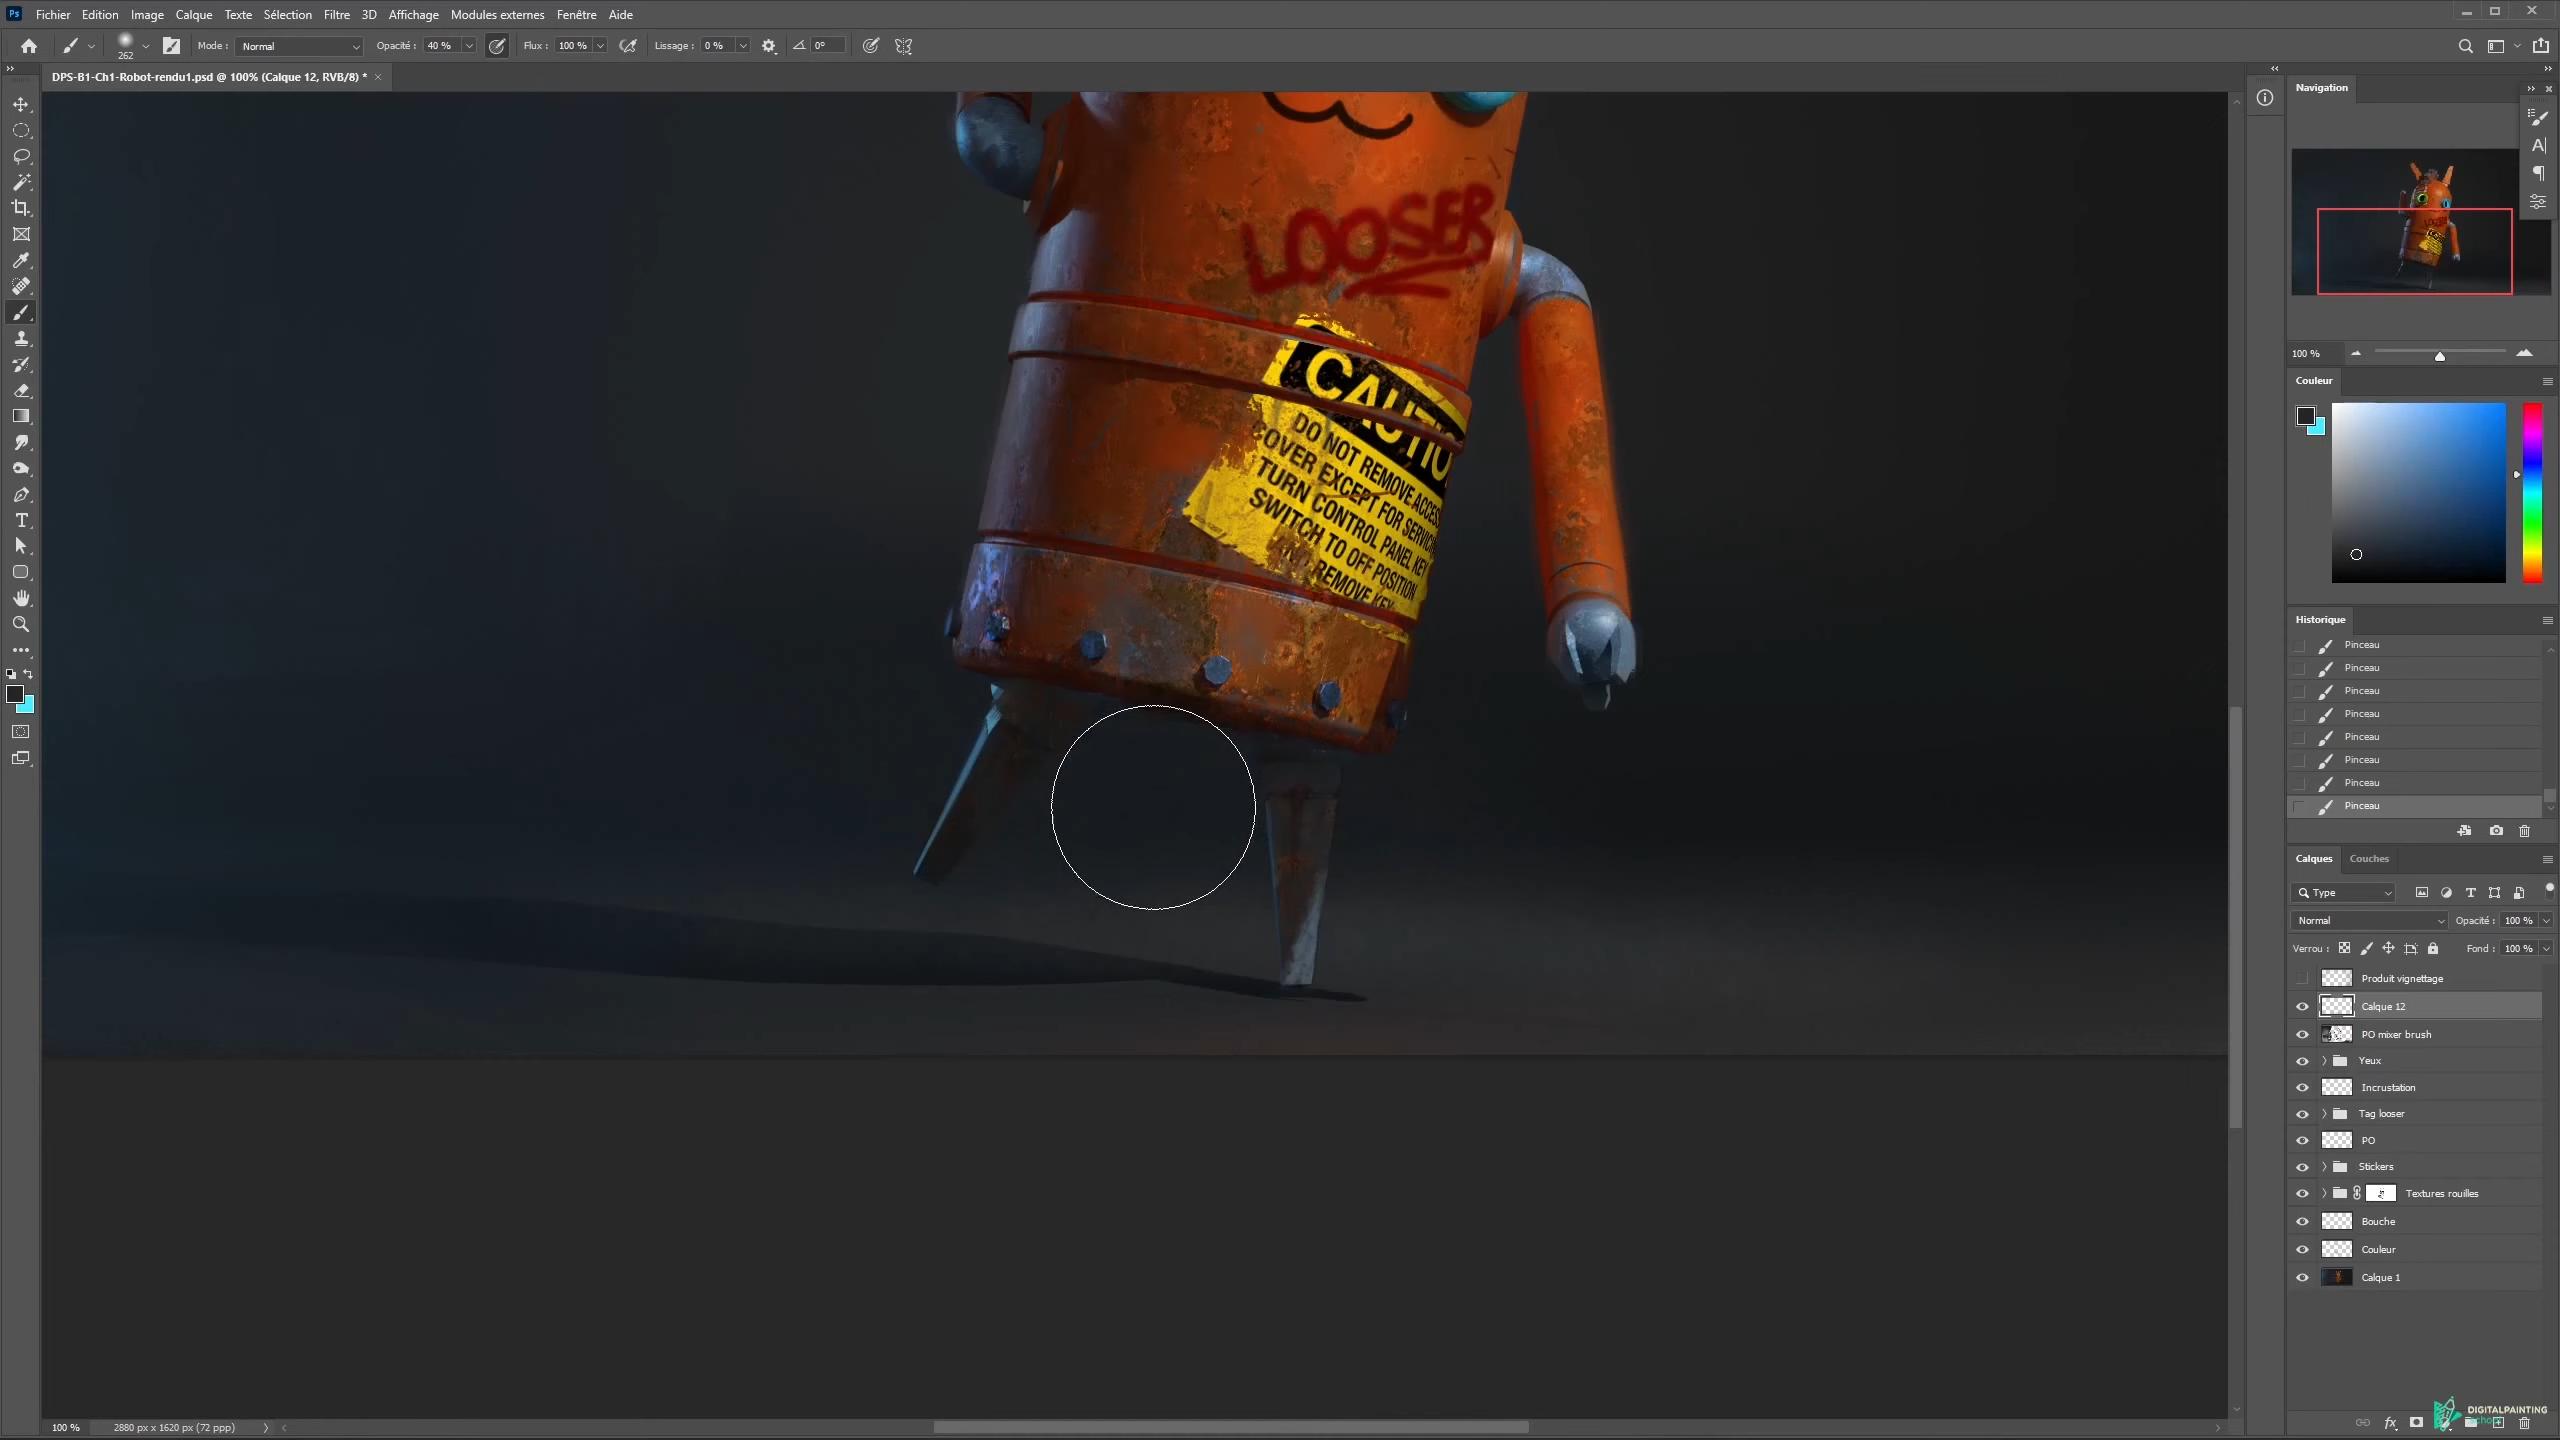 Ps Fichier Edition Image Calque Texte Sélection Filtre 3D Affichage Modules externes Fenêtre Aide
262 Mode : Normal Opacité : 40 % Flux : 100 % Lissage : 0 % 0°
DPS-B1-Ch1-Robot-rendu1.psd @ 100% (Calque 12, RVB/8) * ×
LOOSER
CAUTIO
DO NOT REMOVE ACCESS
COVER EXCEPT FOR SERVICI
TURN CONTROL PANEL KEY
SWITCH TO OFF POSITION
REMOVE KEY
Navigation
100 %
Couleur
Historique
Pinceau
Pinceau
Pinceau
Pinceau
Pinceau
Pinceau
Pinceau
Pinceau
Calques Couches
Type
Normal Opacité : 100 %
Verrou : Fond : 100 %
Produit vignettage
Calque 12
PO mixer brush
Yeux
Incrustation
Tag looser
PO
Stickers
Textures rouilles
Bouche
Couleur
Calque 1
DIGITALPAINTING
fx
100 % 2880 px x 1620 px (72 ppp)